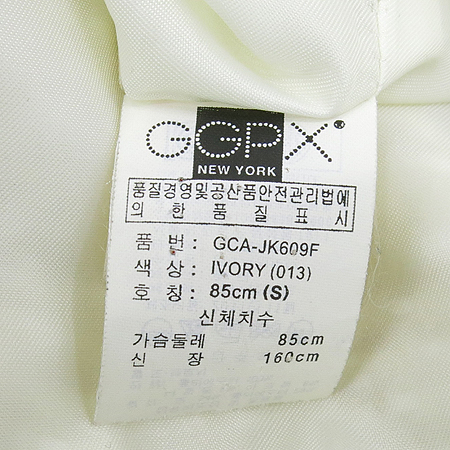 GGPX®
NEW YORK
품질경영및공산품안전관리법에
의 한 품 질 표 시
품 번 : GCA-JK609F
색 상 : IVORY (013)
호 칭 : 85cm (S)
신체치수
가슴둘레 85cm
신 장 160cm